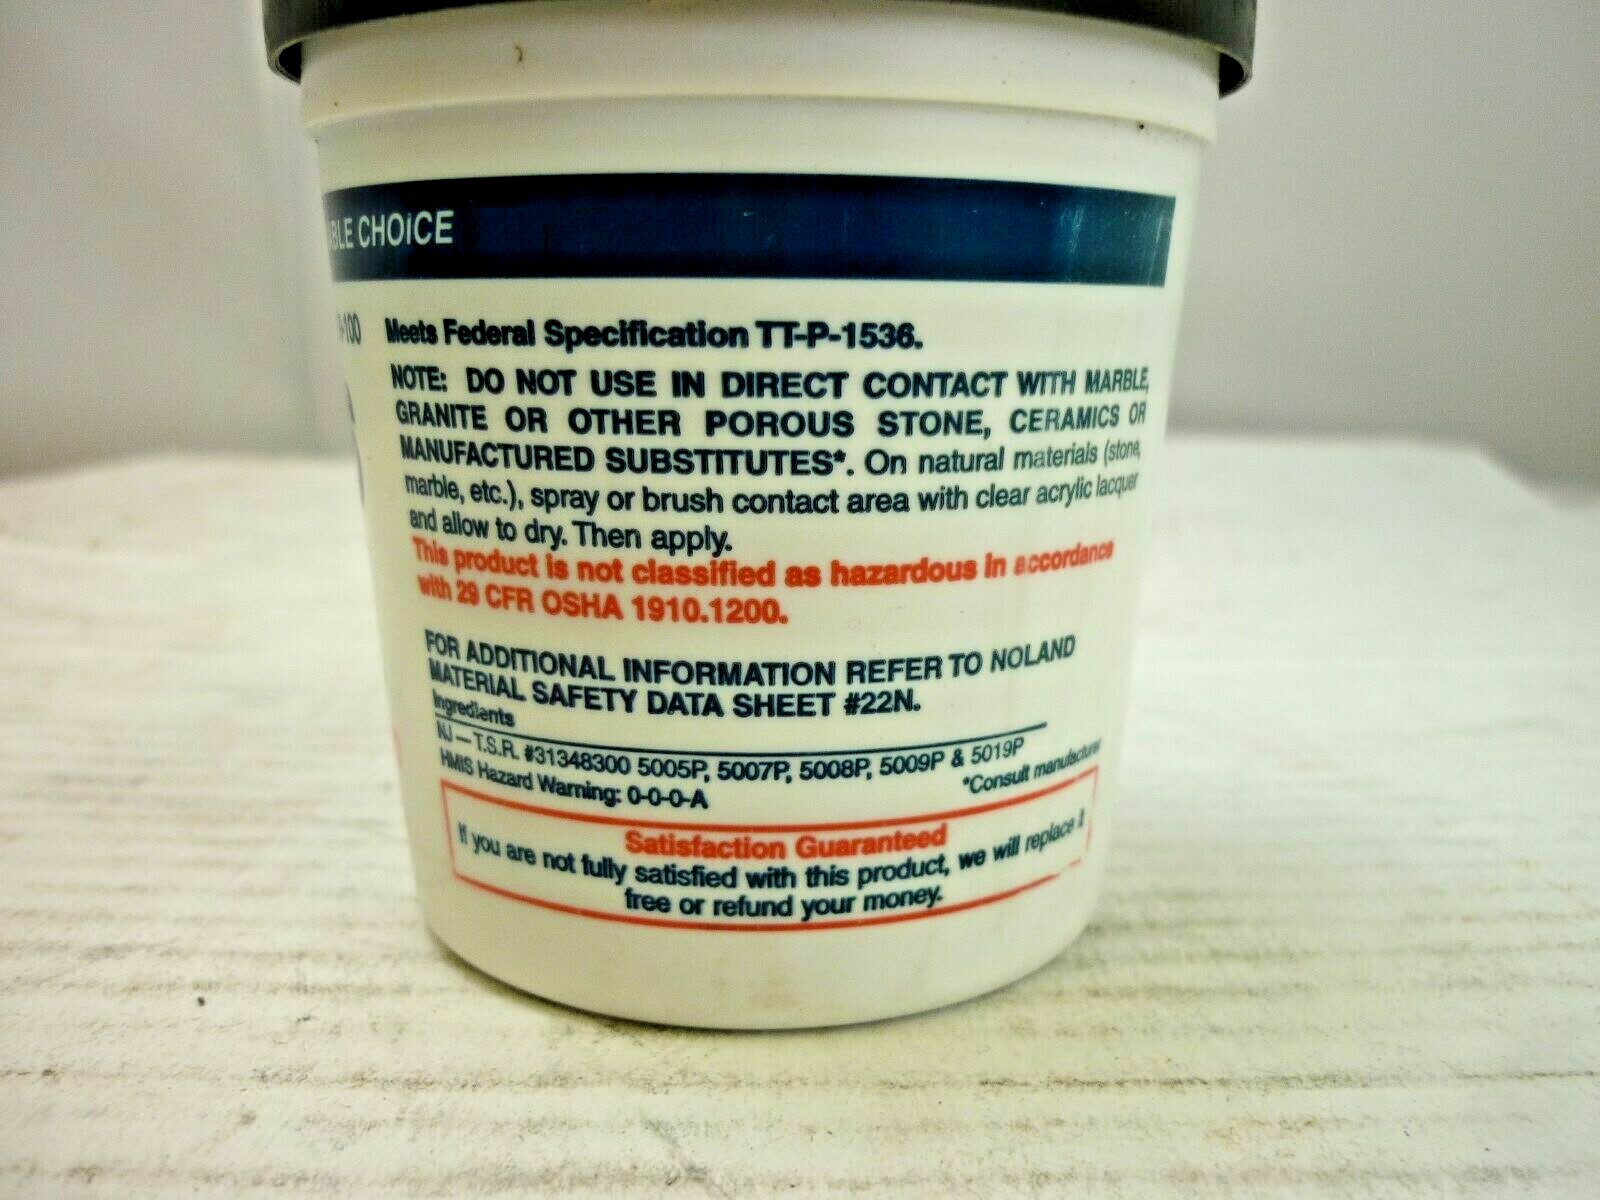 BLE CHOICE
-100
Meets Federal Specification TT-P-1536.
NOTE: DO NOT USE IN DIRECT CONTACT WITH MARBLE,
GRANITE OR OTHER POROUS STONE, CERAMICS OR
MANUFACTURED SUBSTITUTES*. On natural materials (stone,
marble, etc.), spray or brush contact area with clear acrylic lacquer
and allow to dry. Then apply.
This product is not classified as hazardous in accordance
with 29 CFR OSHA 1910.1200.
FOR ADDITIONAL INFORMATION REFER TO NOLAND
MATERIAL SAFETY DATA SHEET #22N.
Ingredients
NJ — T.S.R. #31348300 5005P, 5007P, 5008P, 5009P & 5019P
HMIS Hazard Warning: 0-0-0-A
*Consult manufacturer
Satisfaction Guaranteed
If you are not fully satisfied with this product, we will replace it
free or refund your money.